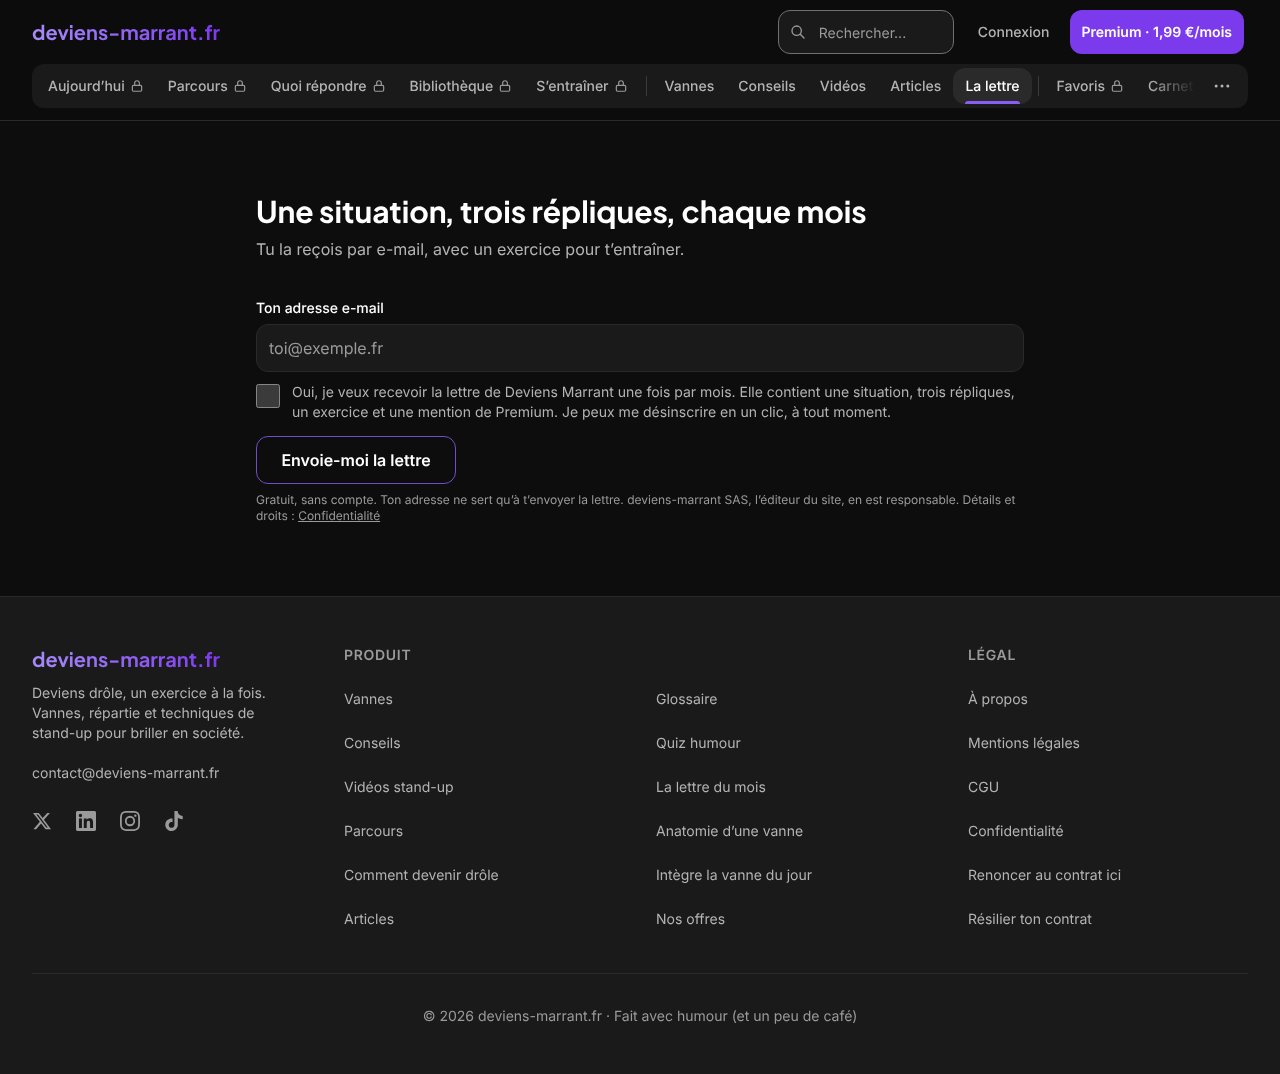 deviens-marrant.fr
Rechercher...
Connexion
Premium · 1,99 €/mois
Aujourd’hui
Parcours
Quoi répondre
Bibliothèque
S’entraîner
Vannes
Conseils
Vidéos
Articles
La lettre
Favoris
Carnet
Une situation, trois répliques, chaque mois
Tu la reçois par e-mail, avec un exercice pour t’entraîner.
Ton adresse e-mail
toi@exemple.fr
Oui, je veux recevoir la lettre de Deviens Marrant une fois par mois. Elle contient une situation, trois répliques,
un exercice et une mention de Premium. Je peux me désinscrire en un clic, à tout moment.
Envoie-moi la lettre
Gratuit, sans compte. Ton adresse ne sert qu’à t’envoyer la lettre. deviens-marrant SAS, l’éditeur du site, en est responsable. Détails et
droits : Confidentialité
deviens-marrant.fr
Deviens drôle, un exercice à la fois.
Vannes, répartie et techniques de
stand-up pour briller en société.
contact@deviens-marrant.fr
PRODUIT
Vannes
Conseils
Vidéos stand-up
Parcours
Comment devenir drôle
Articles
Glossaire
Quiz humour
La lettre du mois
Anatomie d’une vanne
Intègre la vanne du jour
Nos offres
LÉGAL
À propos
Mentions légales
CGU
Confidentialité
Renoncer au contrat ici
Résilier ton contrat
© 2026 deviens-marrant.fr · Fait avec humour (et un peu de café)